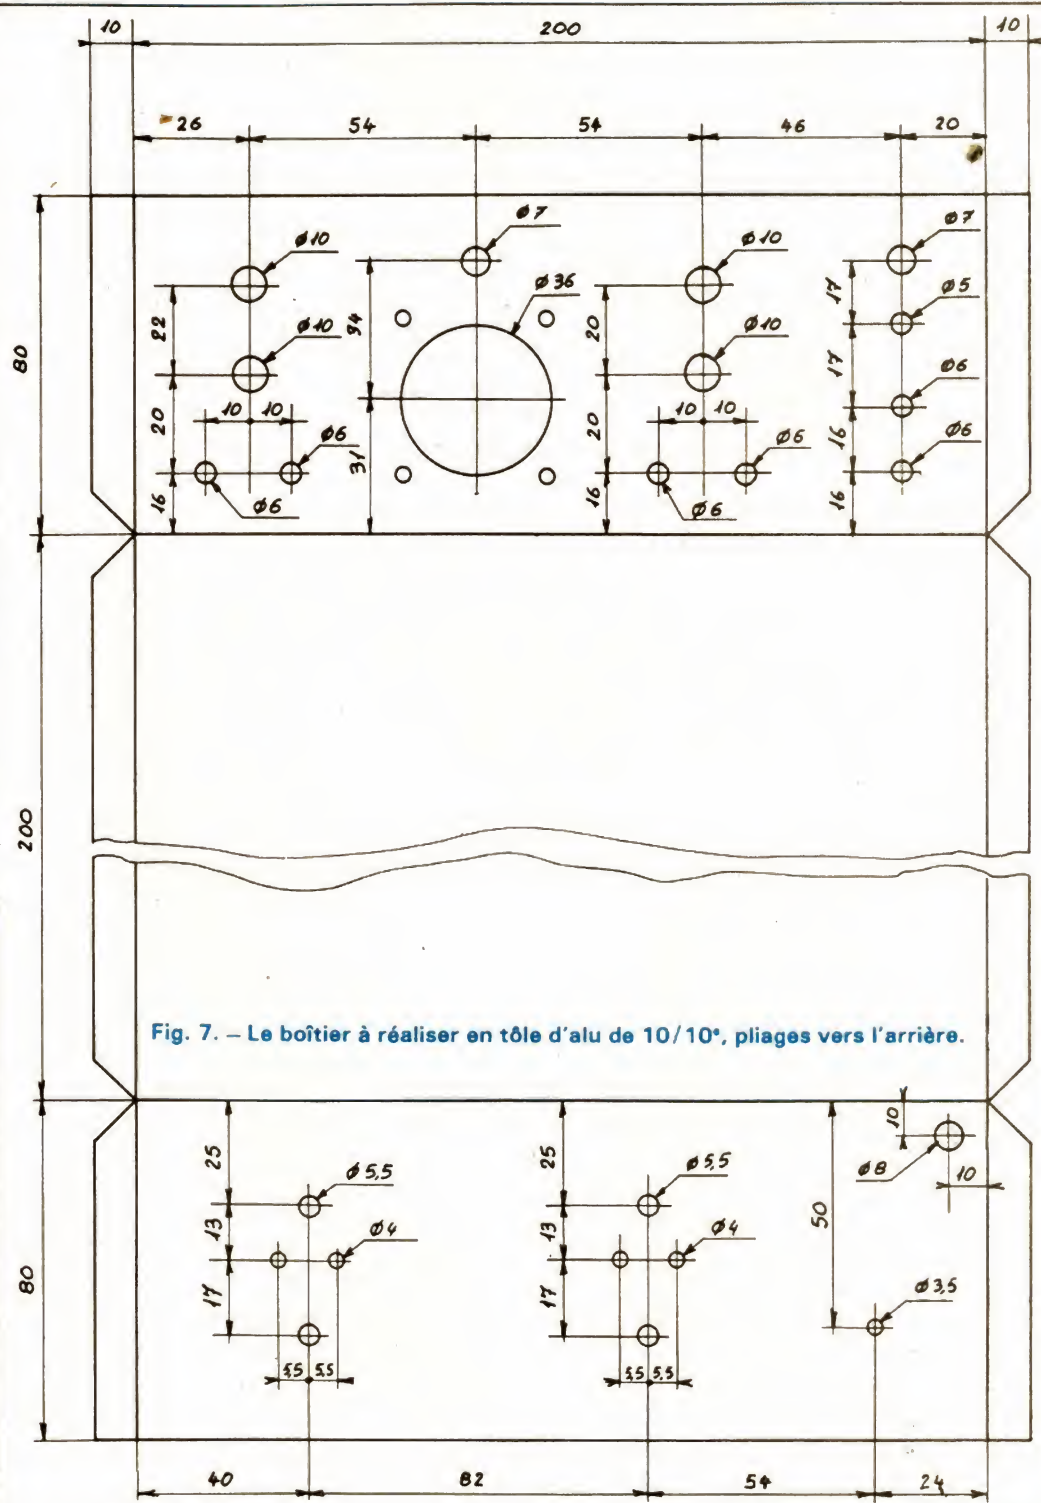 10 200 10
26 54 54 46 20
ø7 ø7
ø10 ø10
ø36 ø5
22 34 20 17
ø10 ø10
80
17
ø6
10 10 10 10
20 20
ø6 ø6 ø6
31 16
16 16 16
ø6 ø6
200
Fig. 7. – Le boîtier à réaliser en tôle d'alu de 10/10ᵉ, pliages vers l'arrière.
10
25 25
ø5,5 ø5,5 ø8 10
50
13 13
ø4 ø4
80
17 17
ø3,5
5,5 5,5 5,5 5,5
40 82 54 24